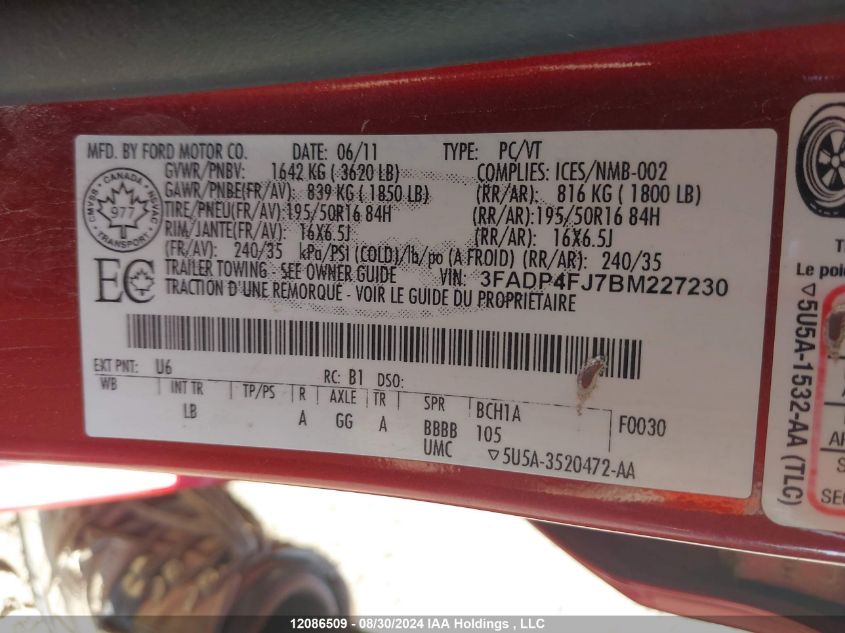 MFD. BY FORD MOTOR CO. DATE: 06/11 TYPE: PC/VT
GVWR/PNBV: 1642 KG ( 3620 LB) COMPLIES: ICES/NMB-002
GAWR/PNBE(FR/AV): 839 KG ( 1850 LB) (RR/AR): 816 KG ( 1800 LB)
TIRE/PNEU(FR/AV): 195/50R16 84H (RR/AR): 195/50R16 84H
RIM/JANTE(FR/AV): 16X6.5J (RR/AR): 16X6.5J
(FR/AV): 240/35 kPa/PSI (COLD)/lb/po (A FROID) (RR/AR): 240/35
TRAILER TOWING - SEE OWNER GUIDE VIN: 3FADP4FJ7BM227230
TRACTION D'UNE REMORQUE - VOIR LE GUIDE DU PROPRIETAIRE
CANADA
CMVSS NSVAC
977
TRANSPORT
EC
EXT PNT: U6 RC: B1 DSO:
WB INT TR TP/PS R AXLE TR SPR BCH1A F0030
LB A GG A BBBB 105
UMC ▽5U5A-3520472-AA
Le
▽5U5A-1532-AA (TLC)
12086509 - 08/30/2024 IAA Holdings , LLC